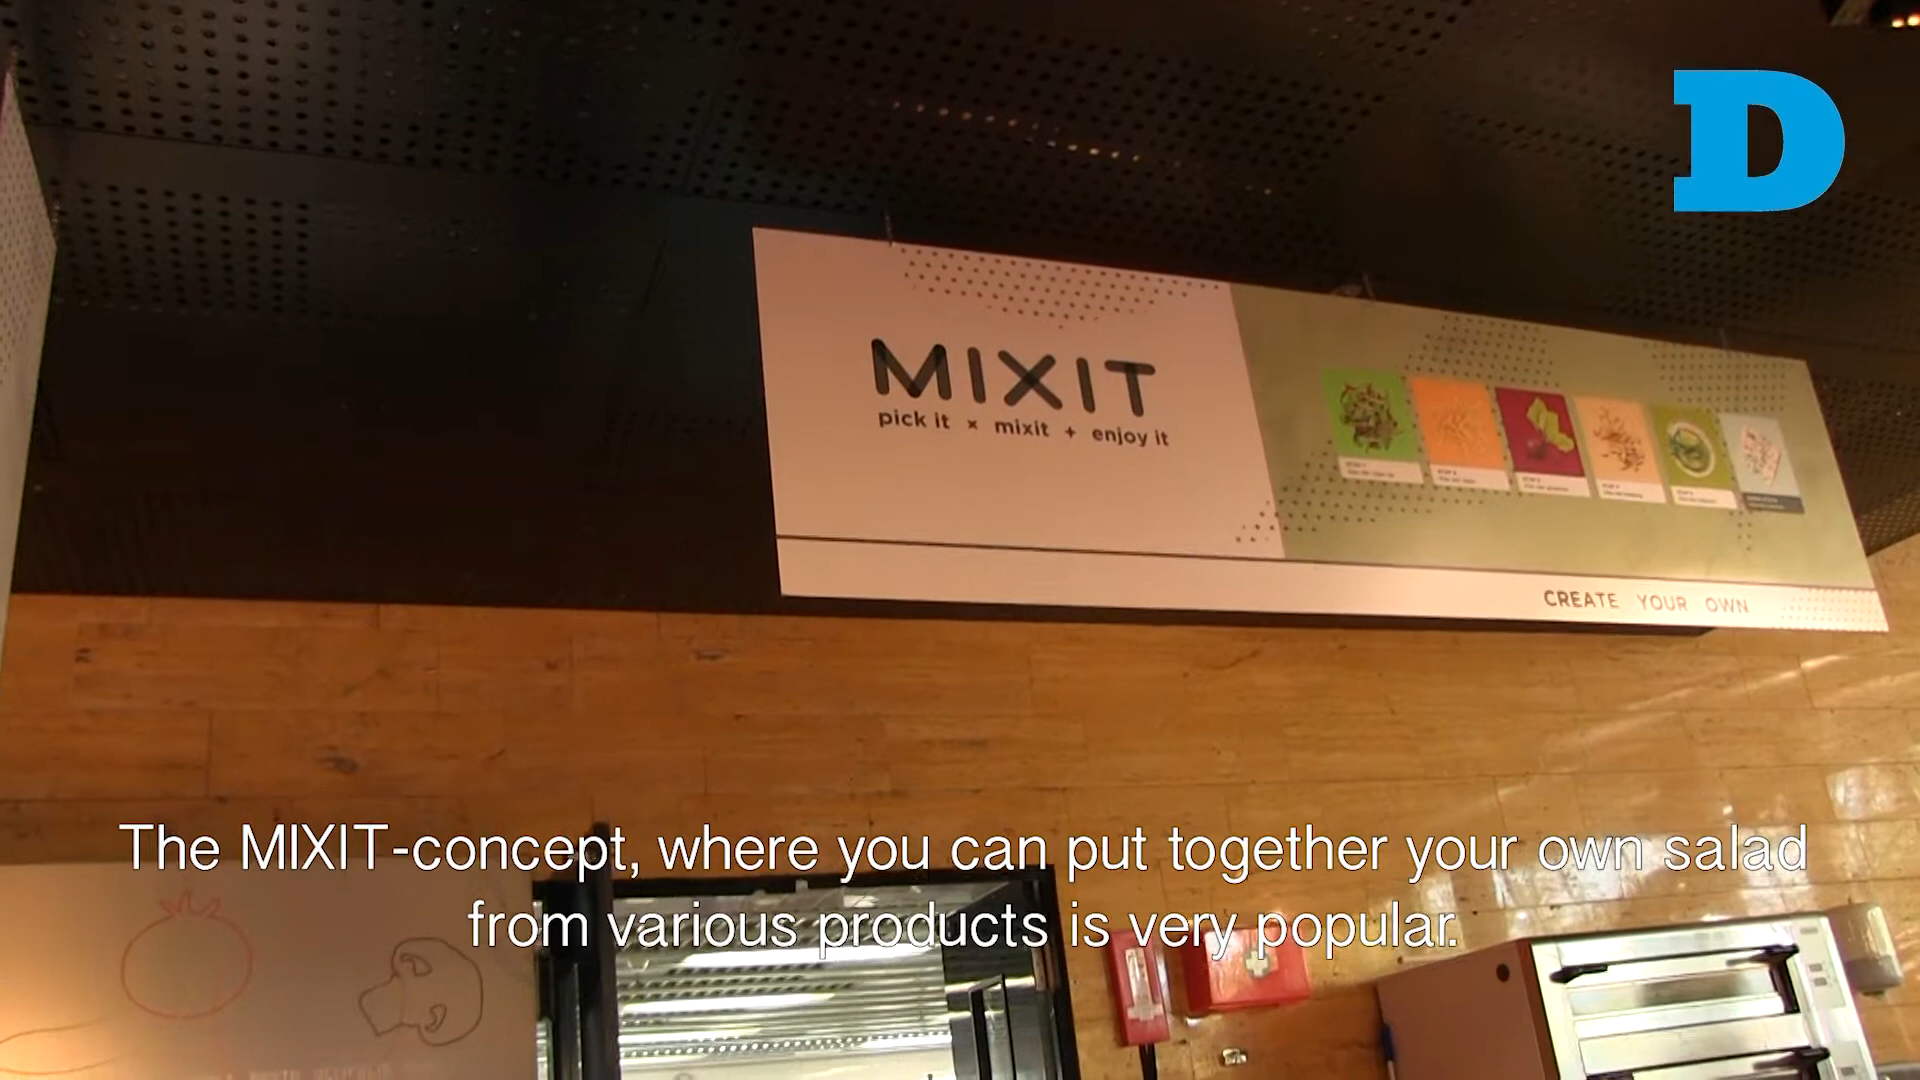 D
MIXIT
pick it × mixit + enjoy it
CREATE YOUR OWN
The MIXIT-concept, where you can put together your own salad
from various products is very popular.